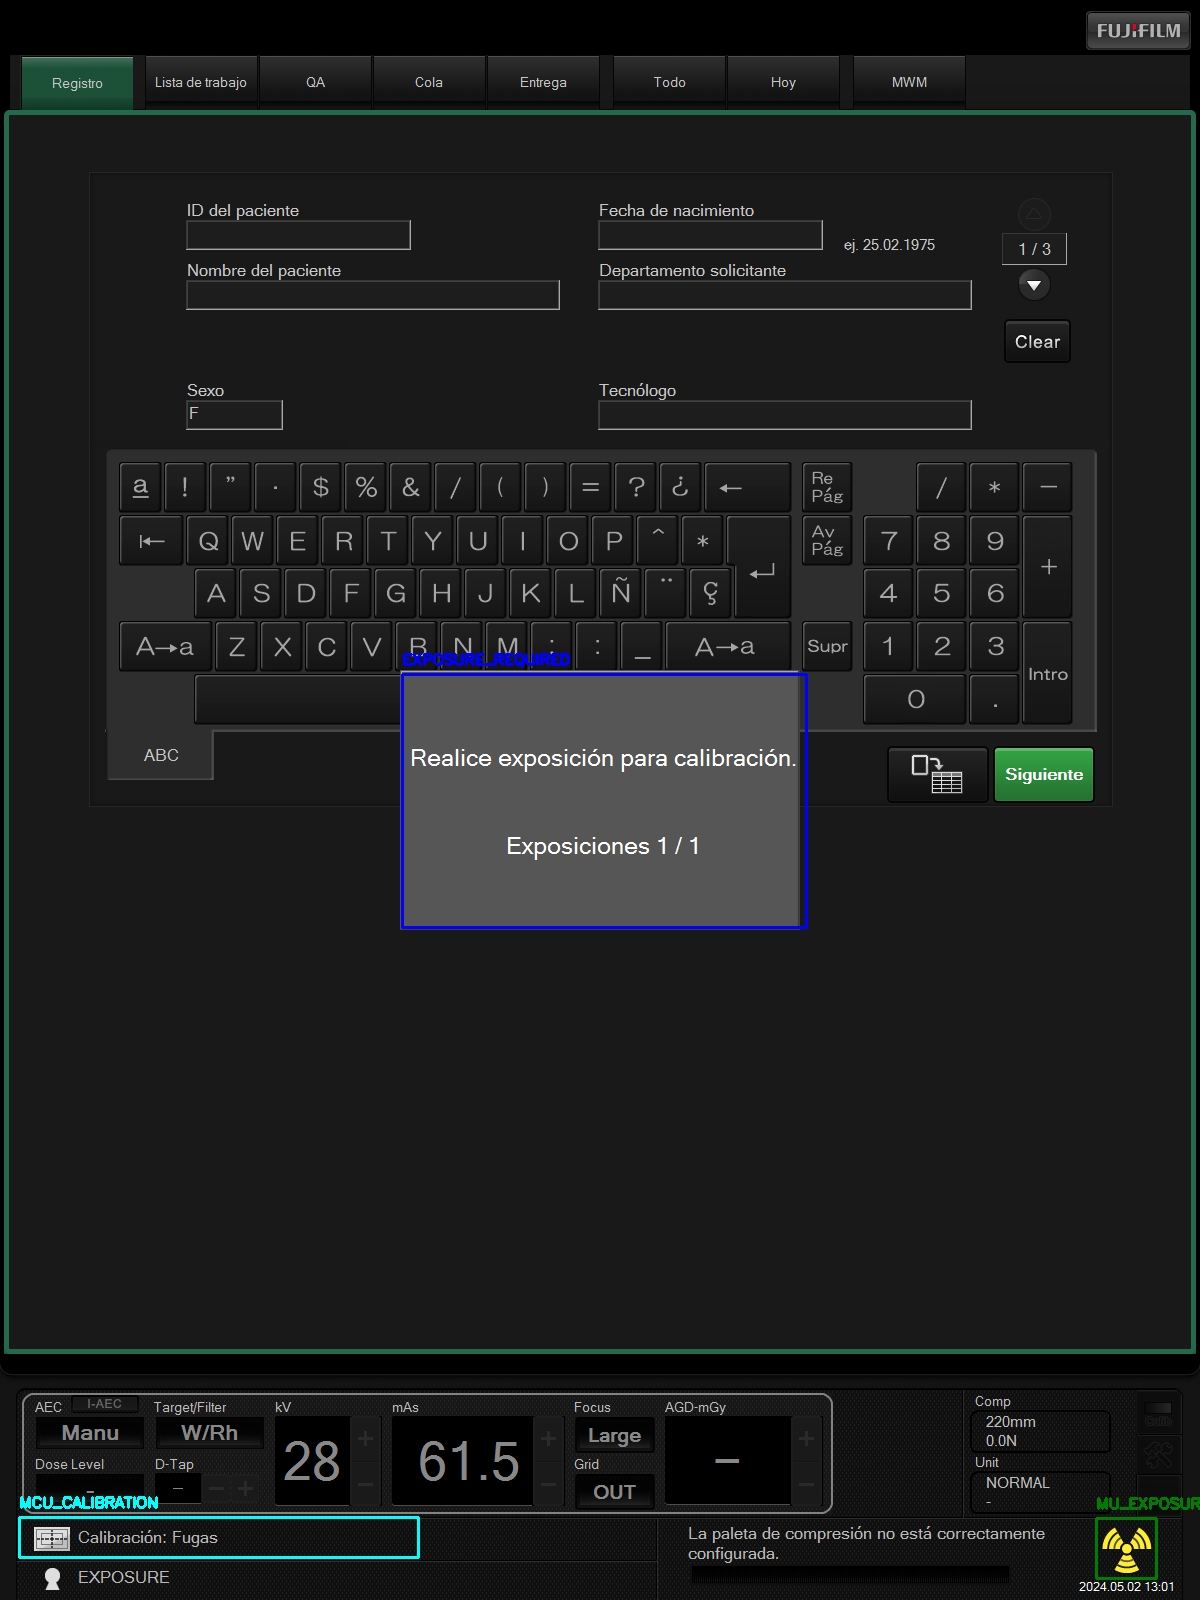 FUJIFILM
Registro
Lista de trabajo
QA
Cola
Entrega
Todo
Hoy
MWM
ID del paciente
Fecha de nacimiento
ej. 25.02.1975
1 / 3
Nombre del paciente
Departamento solicitante
Clear
Sexo
F
Tecnólogo
a ! " · $ % & / ( ) = ? ¿ ← Re Pág / * −
Q W E R T Y U I O P ^ * Av Pág 7 8 9 +
A S D F G H J K L Ñ ¨ Ç 4 5 6
A→a Z X C V B N M ; : _ A→a Supr 1 2 3 Intro
EXPOSURE_REQUIRED
0 .
ABC
Realice exposición para calibración.
Exposiciones 1 / 1
Siguiente
AEC
I-AEC
Manu
Target/Filter
W/Rh
kV
28
mAs
61.5
Focus
Large
AGD-mGy
–
Comp
220mm
0.0N
Dose Level
-
D-Tap
–
Grid
OUT
Unit
NORMAL
-
MCU_CALIBRATION
Calibración: Fugas
EXPOSURE
La paleta de compresión no está correctamente
configurada.
MU_EXPOSUR
2024.05.02 13:01